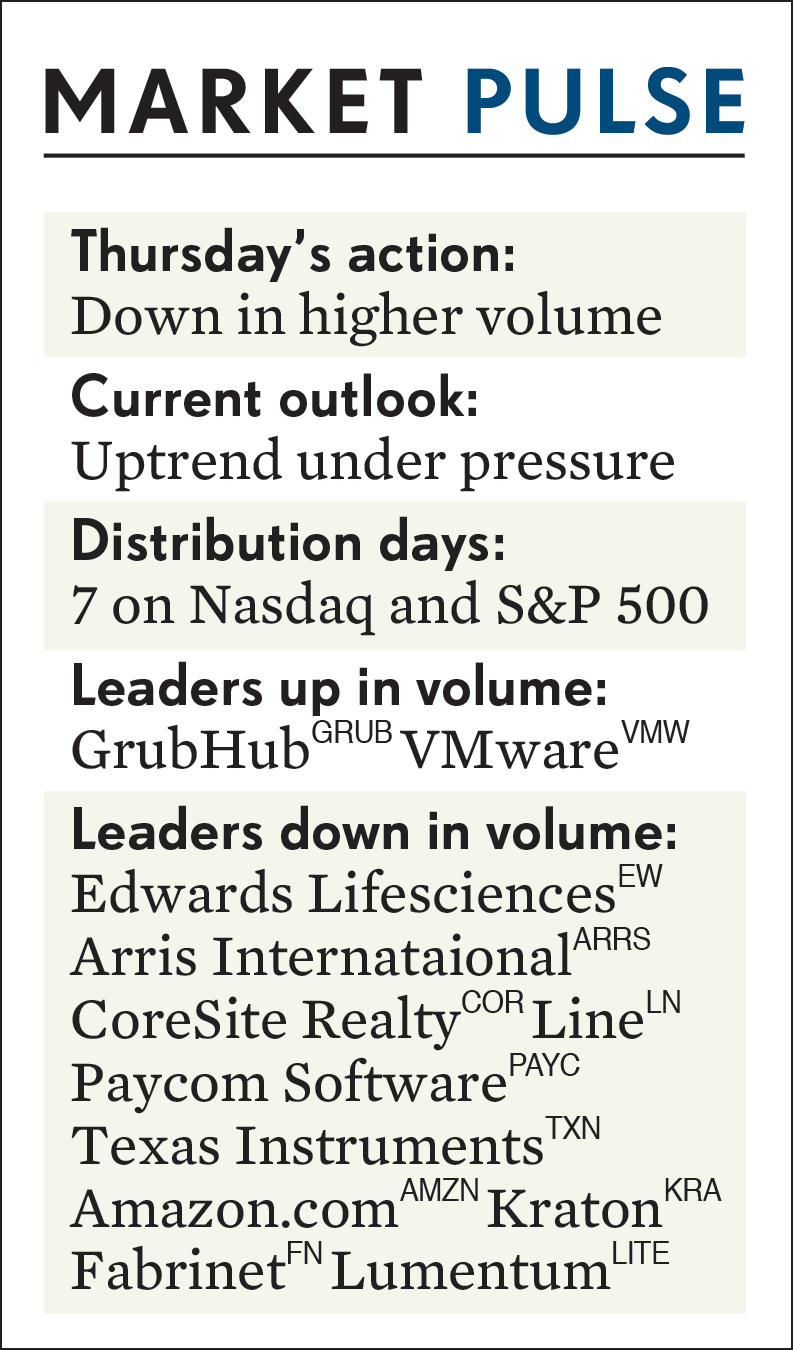 MARKET PULSE
Thursday’s action:
Down in higher volume
Current outlook:
Uptrend under pressure
Distribution days:
7 on Nasdaq and S&P 500
Leaders up in volume:
GrubHub GRUB VMware VMW
Leaders down in volume:
Edwards Lifesciences EW
Arris Internataional ARRS
CoreSite Realty COR Line LN
Paycom Software PAYC
Texas Instruments TXN
Amazon.com AMZN Kraton KRA
Fabrinet FN Lumentum LITE